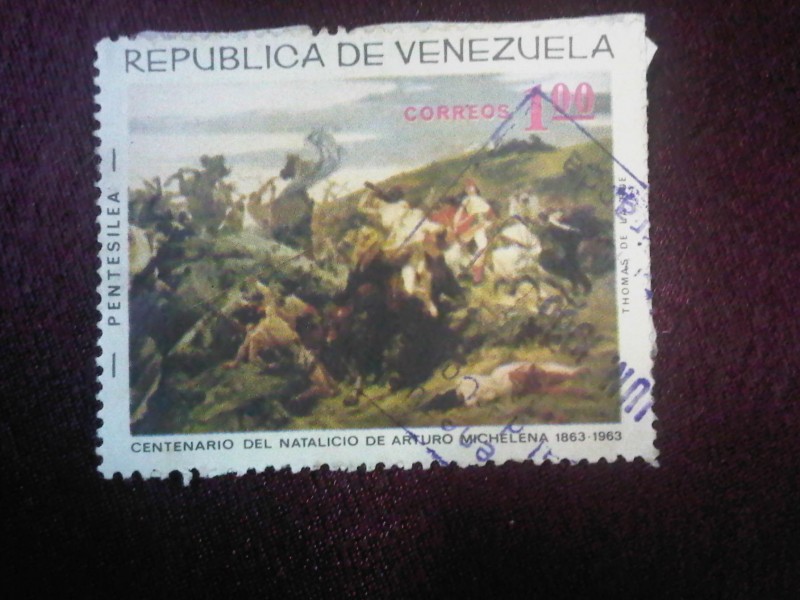 REPUBLICA DE VENEZUELA
CORREOS 1.00
PENTESILEA
THOMAS DE LA RUE
CENTENARIO DEL NATALICIO DE ARTURO MICHELENA 1863-1963